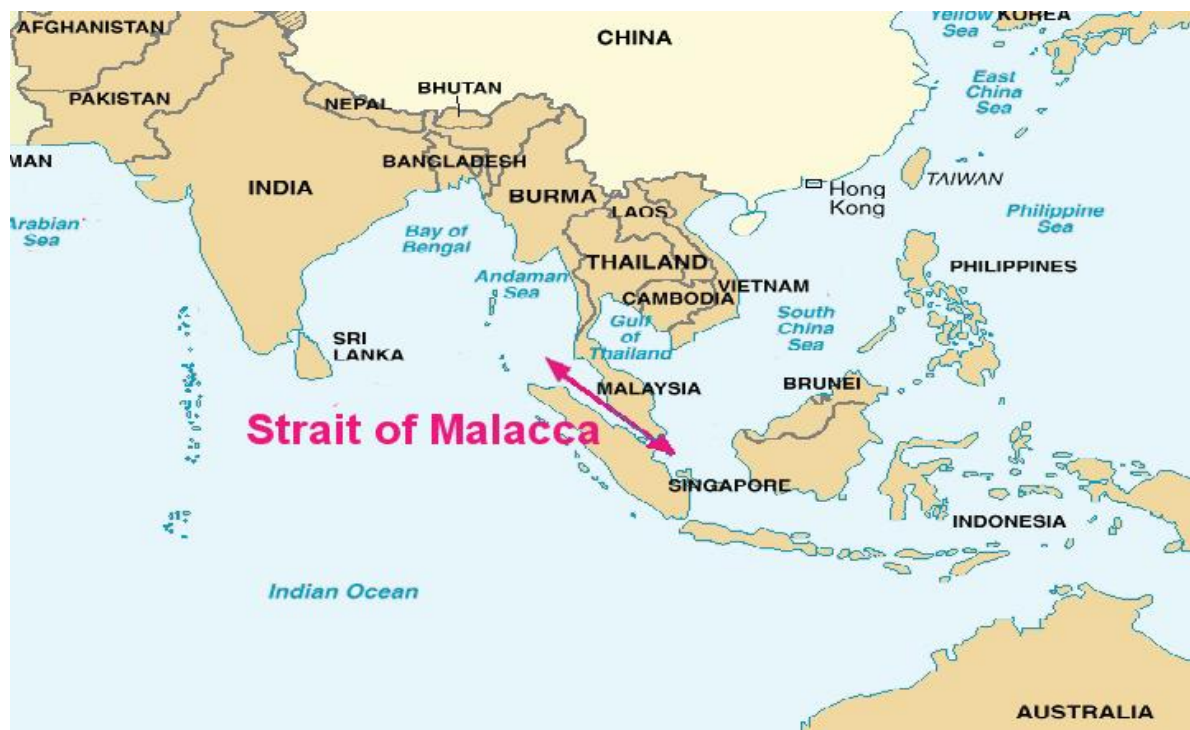 AFGHANISTAN
CHINA
Yellow
Sea
KOREA
PAKISTAN
NEPAL
BHUTAN
East
China
Sea
MAN
BANGLADESH
INDIA
BURMA
Hong
Kong
TAIWAN
LAOS
Arabian
Sea
Bay of
Bengal
Philippine
Sea
THAILAND
PHILIPPINES
Andaman
Sea
VIETNAM
CAMBODIA
Gulf
of
Thailand
South
China
Sea
SRI
LANKA
MALAYSIA
BRUNEI
Strait of Malacca
SINGAPORE
INDONESIA
Indian Ocean
AUSTRALIA